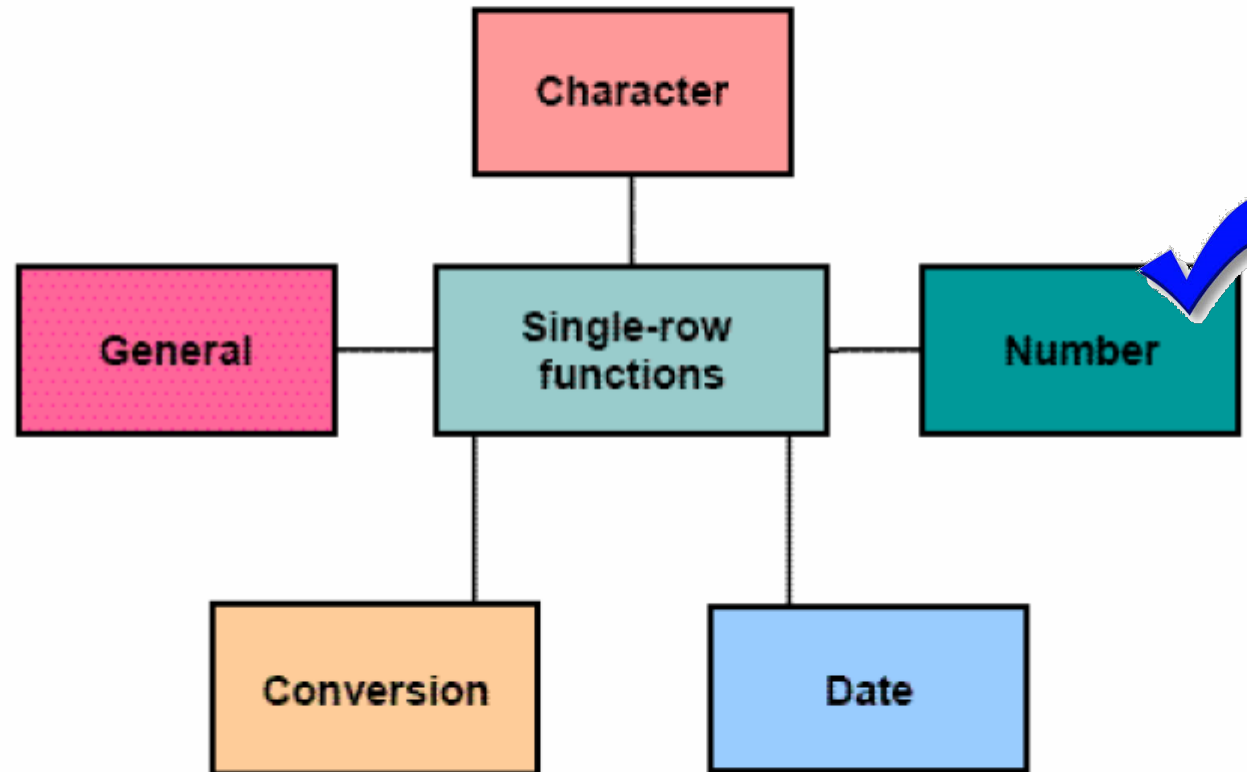 Character
General
Single-row
functions
Number
Conversion
Date